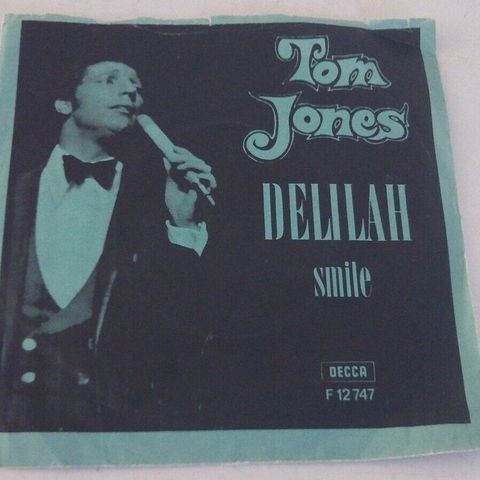 Tom
Jones
DELILAH
smile
DECCA
F 12 747